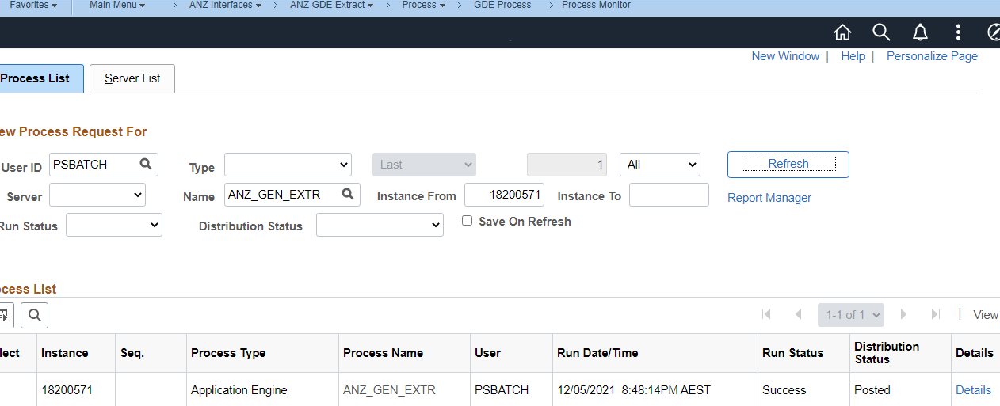 Favorites Main Menu > ANZ Interfaces > ANZ GDE Extract > Process > GDE Process > Process Monitor
New Window | Help | Personalize Page
Process List Server List
ew Process Request For
User ID PSBATCH Type Last 1 All Refresh
Server Name ANZ_GEN_EXTR Instance From 18200571 Instance To Report Manager
Run Status Distribution Status Save On Refresh
ocess List
1-1 of 1 | View
lect Instance Seq. Process Type Process Name User Run Date/Time Run Status Distribution Status Details
18200571 Application Engine ANZ_GEN_EXTR PSBATCH 12/05/2021 8:48:14PM AEST Success Posted Details